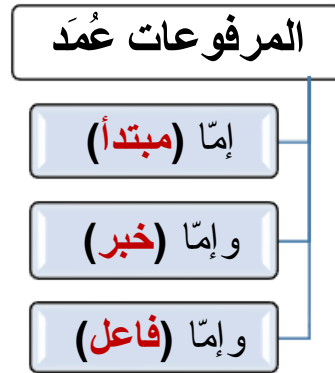 المرفوعات عُمَد
إمّا (مبتدأ)
وإمّا (خبر)
وإمّا (فاعل)